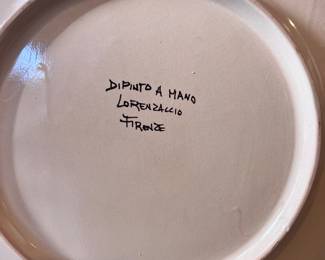 DIPINTO A MANO
LORENZACCIO
FIRENZE